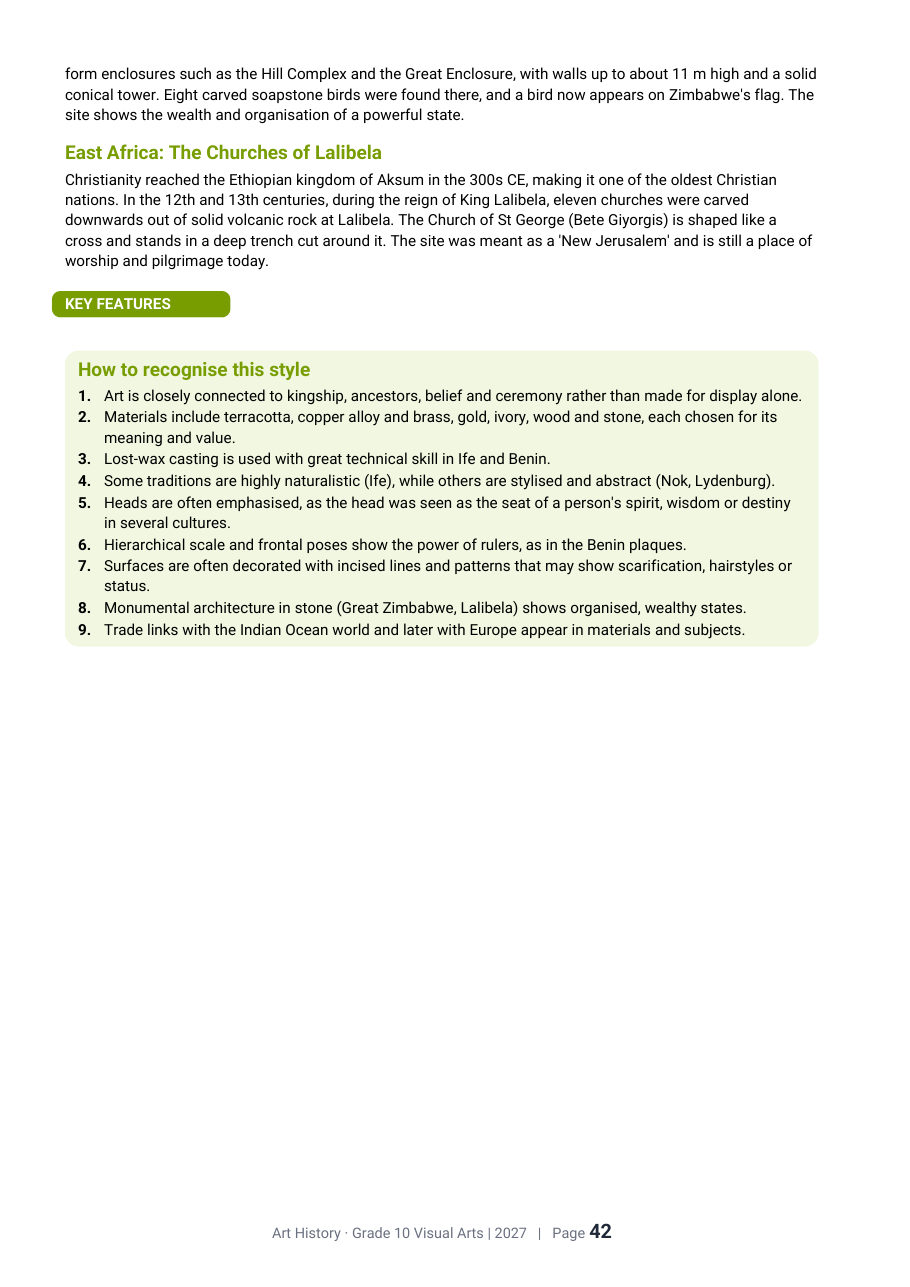 form enclosures such as the Hill Complex and the Great Enclosure, with walls up to about 11 m high and a solid
conical tower. Eight carved soapstone birds were found there, and a bird now appears on Zimbabwe's flag. The
site shows the wealth and organisation of a powerful state.
East Africa: The Churches of Lalibela
Christianity reached the Ethiopian kingdom of Aksum in the 300s CE, making it one of the oldest Christian
nations. In the 12th and 13th centuries, during the reign of King Lalibela, eleven churches were carved
downwards out of solid volcanic rock at Lalibela. The Church of St George (Bete Giyorgis) is shaped like a
cross and stands in a deep trench cut around it. The site was meant as a 'New Jerusalem' and is still a place of
worship and pilgrimage today.
KEY FEATURES
How to recognise this style
1. Art is closely connected to kingship, ancestors, belief and ceremony rather than made for display alone.
2. Materials include terracotta, copper alloy and brass, gold, ivory, wood and stone, each chosen for its
meaning and value.
3. Lost-wax casting is used with great technical skill in Ife and Benin.
4. Some traditions are highly naturalistic (Ife), while others are stylised and abstract (Nok, Lydenburg).
5. Heads are often emphasised, as the head was seen as the seat of a person's spirit, wisdom or destiny
in several cultures.
6. Hierarchical scale and frontal poses show the power of rulers, as in the Benin plaques.
7. Surfaces are often decorated with incised lines and patterns that may show scarification, hairstyles or
status.
8. Monumental architecture in stone (Great Zimbabwe, Lalibela) shows organised, wealthy states.
9. Trade links with the Indian Ocean world and later with Europe appear in materials and subjects.
Art History · Grade 10 Visual Arts | 2027 | Page 42